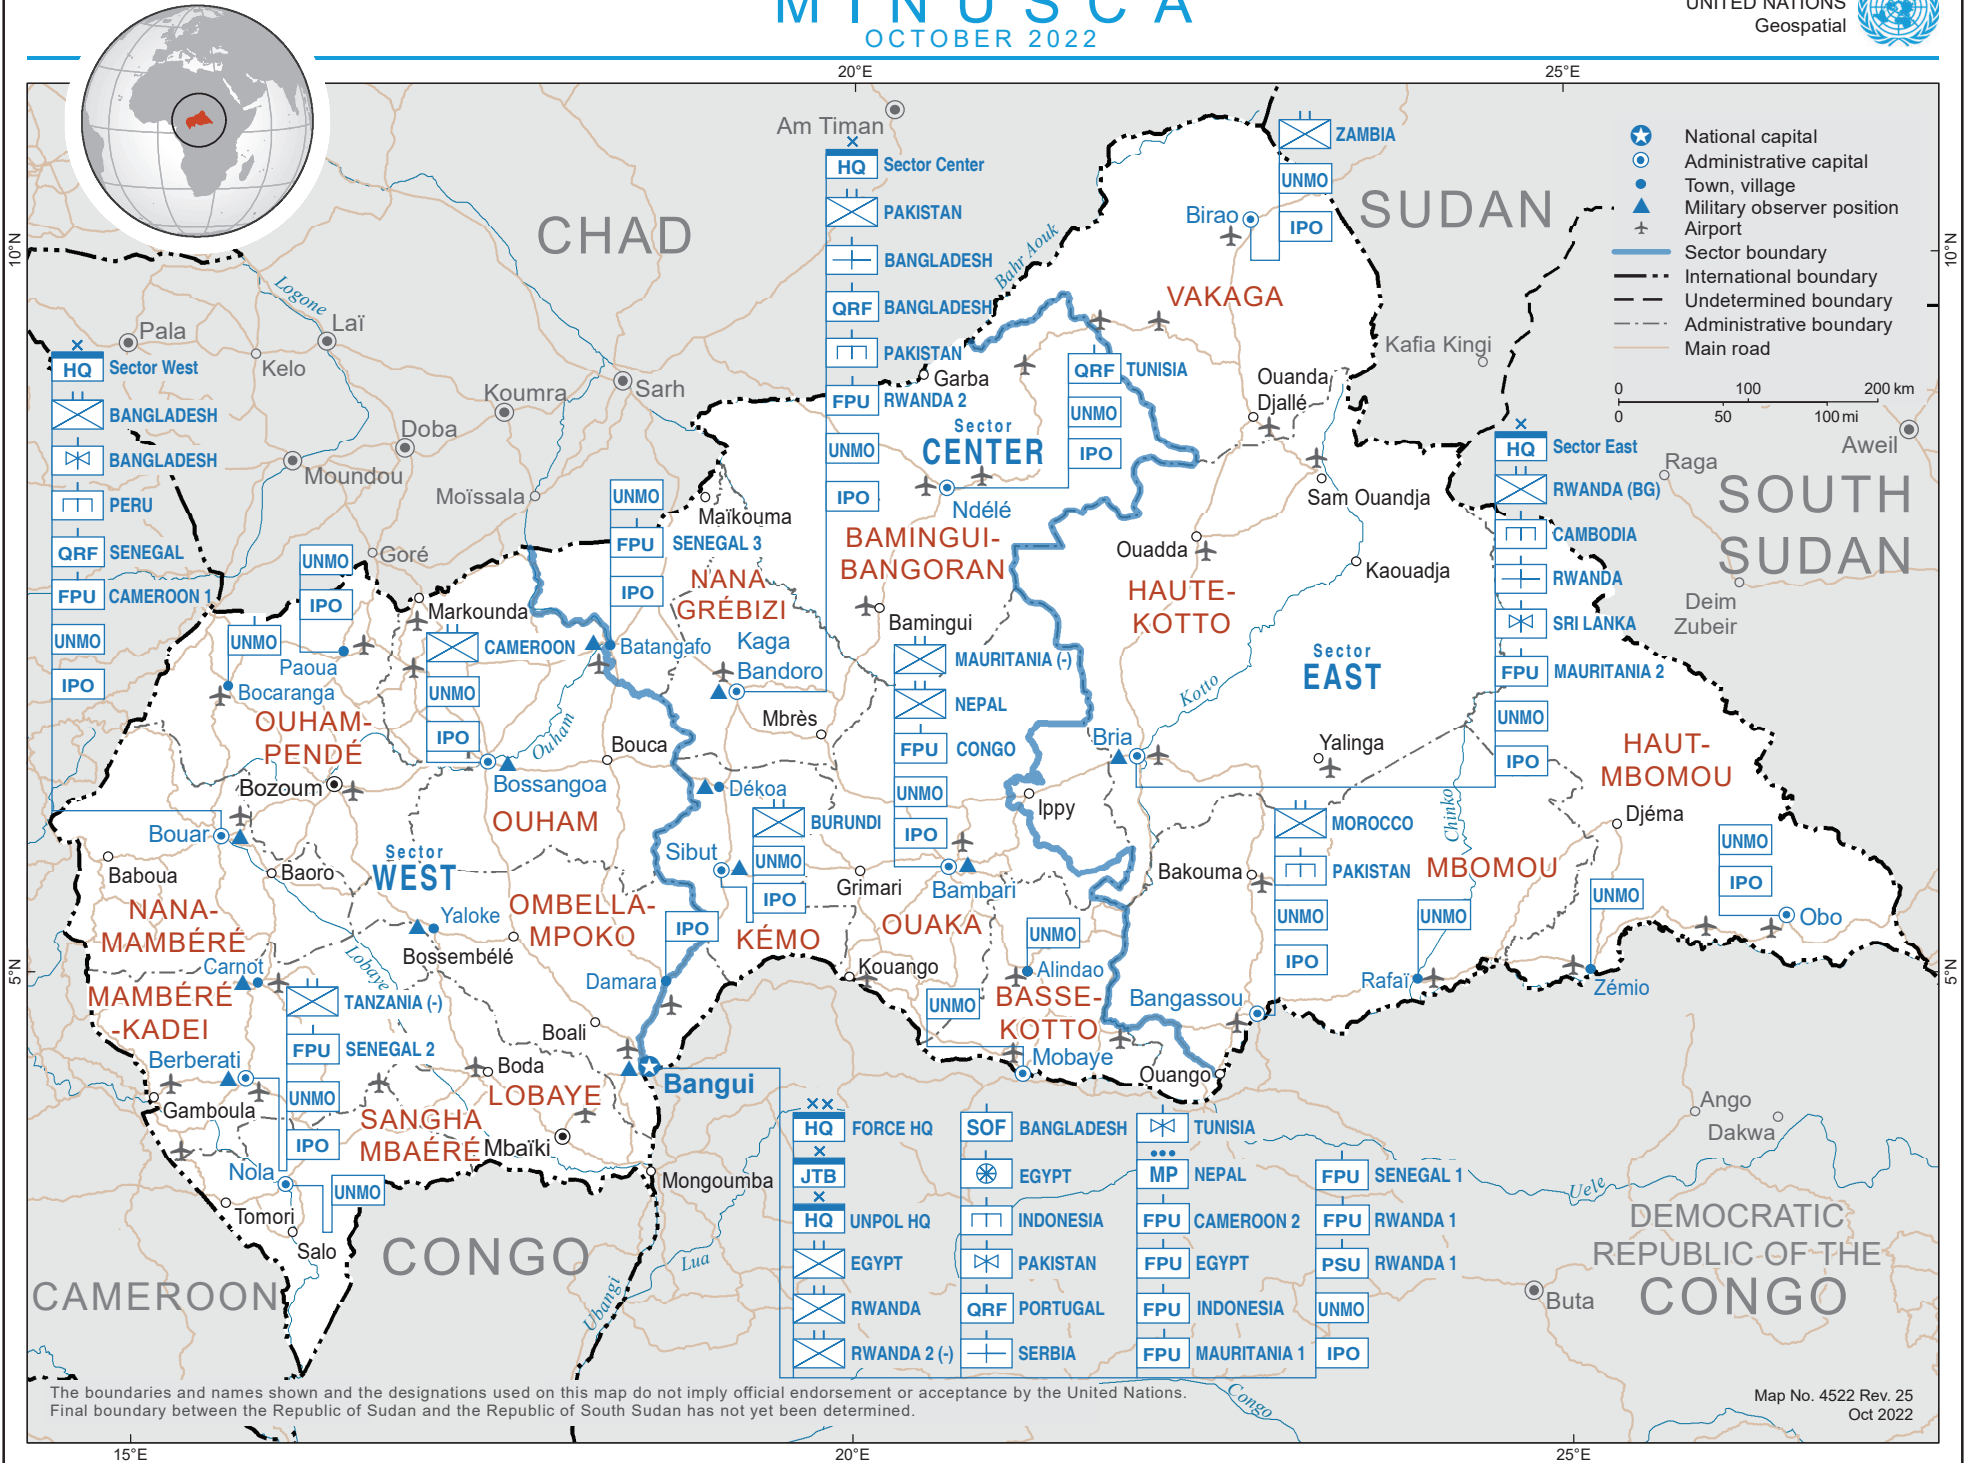 MINUSCA
OCTOBER 2022
UNITED NATIONS
Geospatial
20°E
25°E
10°N
10°N
5°N
5°N
15°E
20°E
25°E
National capital
Administrative capital
Town, village
Military observer position
Airport
Sector boundary
International boundary
Undetermined boundary
Administrative boundary
Main road
0 100 200 km
0 50 100 mi
CHAD
SUDAN
SOUTH
SUDAN
CAMEROON
CONGO
DEMOCRATIC
REPUBLIC OF THE
CONGO
Am Timan
Pala
Kelo
Laï
Koumra
Sarh
Doba
Moundou
Moïssala
Goré
Kafia Kingi
Raga
Aweil
Deim
Zubeir
Ango
Dakwa
Buta
Logone
Bahr Aouk
Ouham
Kotto
Chinko
Lobaye
Ubangi
Lua
Uele
Congo
HQ Sector West
BANGLADESH
BANGLADESH
PERU
QRF SENEGAL
FPU CAMEROON 1
UNMO
IPO
HQ Sector Center
PAKISTAN
BANGLADESH
QRF BANGLADESH
PAKISTAN
FPU RWANDA 2
UNMO
IPO
ZAMBIA
UNMO
IPO
Birao
VAKAGA
QRF TUNISIA
UNMO
IPO
Garba
Sector
CENTER
Ndélé
Ouanda
Djallé
Sam Ouandja
HQ Sector East
RWANDA (BG)
CAMBODIA
RWANDA
SRI LANKA
FPU MAURITANIA 2
UNMO
IPO
UNMO
FPU SENEGAL 3
IPO
Maïkouma
NANA
GRÉBIZI
BAMINGUI-
BANGORAN
Ouadda
Kaouadja
HAUTE-
KOTTO
UNMO
IPO
Paoua
UNMO
Bocaranga
Markounda
CAMEROON
UNMO
IPO
Batangafo
Kaga
Bandoro
Bamingui
MAURITANIA (-)
NEPAL
FPU CONGO
UNMO
IPO
Sector
EAST
OUHAM-
PENDÉ
Bossangoa
Bouca
Mbrès
Bria
Yalinga
HAUT-
MBOMOU
Bozoum
OUHAM
Dékoa
Ippy
Djéma
BURUNDI
UNMO
IPO
MOROCCO
PAKISTAN
UNMO
IPO
Bouar
Sector
WEST
Sibut
Grimari
Bambari
Bakouma
MBOMOU
UNMO
IPO
Obo
Baboua
Baoro
NANA-
MAMBÉRÉ
Yaloke
OMBELLA-
MPOKO
IPO
KÉMO
OUAKA
UNMO
Alindao
UNMO
Rafaï
UNMO
Zémio
Bossembélé
Carnot
Damara
Kouango
MAMBÉRÉ
-KADEI
TANZANIA (-)
FPU SENEGAL 2
UNMO
IPO
UNMO
BASSE-
KOTTO
Bangassou
Boali
Berberati
Boda
Mobaye
Ouango
Bangui
Gamboula
LOBAYE
SANGHA
MBAÉRÉ
Mbaïki
Nola
UNMO
Mongoumba
Tomori
Salo
HQ FORCE HQ
JTB
HQ UNPOL HQ
EGYPT
RWANDA
RWANDA 2 (-)
SOF BANGLADESH
EGYPT
INDONESIA
PAKISTAN
QRF PORTUGAL
SERBIA
TUNISIA
MP NEPAL
FPU CAMEROON 2
FPU EGYPT
FPU INDONESIA
FPU MAURITANIA 1
FPU SENEGAL 1
FPU RWANDA 1
PSU RWANDA 1
UNMO
IPO
The boundaries and names shown and the designations used on this map do not imply official endorsement or acceptance by the United Nations.
Final boundary between the Republic of Sudan and the Republic of South Sudan has not yet been determined.
Map No. 4522 Rev. 25
Oct 2022